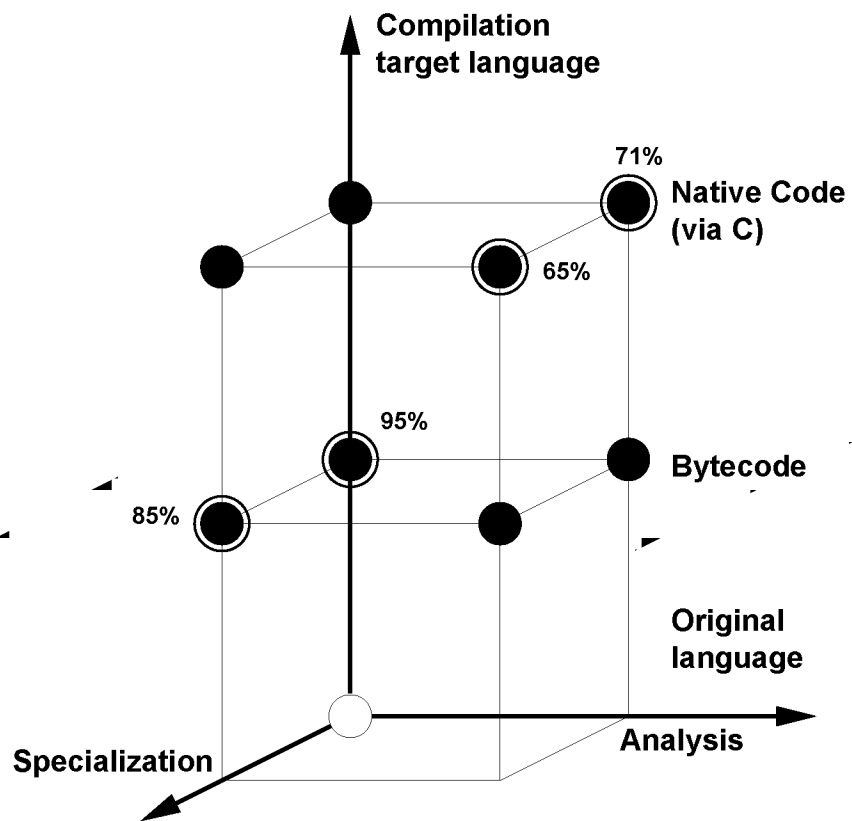 Compilation
target language
71%
Native Code
(via C)
65%
95%
Bytecode
85%
Original
language
Analysis
Specialization